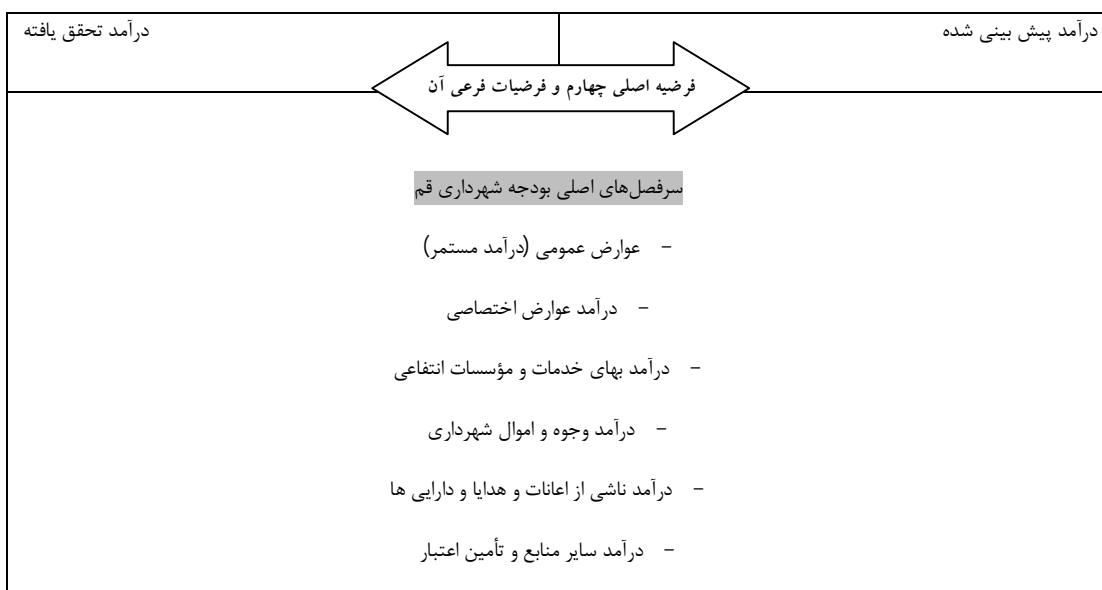 درآمد پیش بینی شده
درآمد تحقق یافته
فرضیه اصلی چهارم و فرضیات فرعی آن
سرفصل‌های اصلی بودجه شهرداری قم
- عوارض عمومی (درآمد مستمر)
- درآمد عوارض اختصاصی
- درآمد بهای خدمات و مؤسسات انتفاعی
- درآمد وجوه و اموال شهرداری
- درآمد ناشی از اعانات و هدایا و دارایی ها
- درآمد سایر منابع و تأمین اعتبار